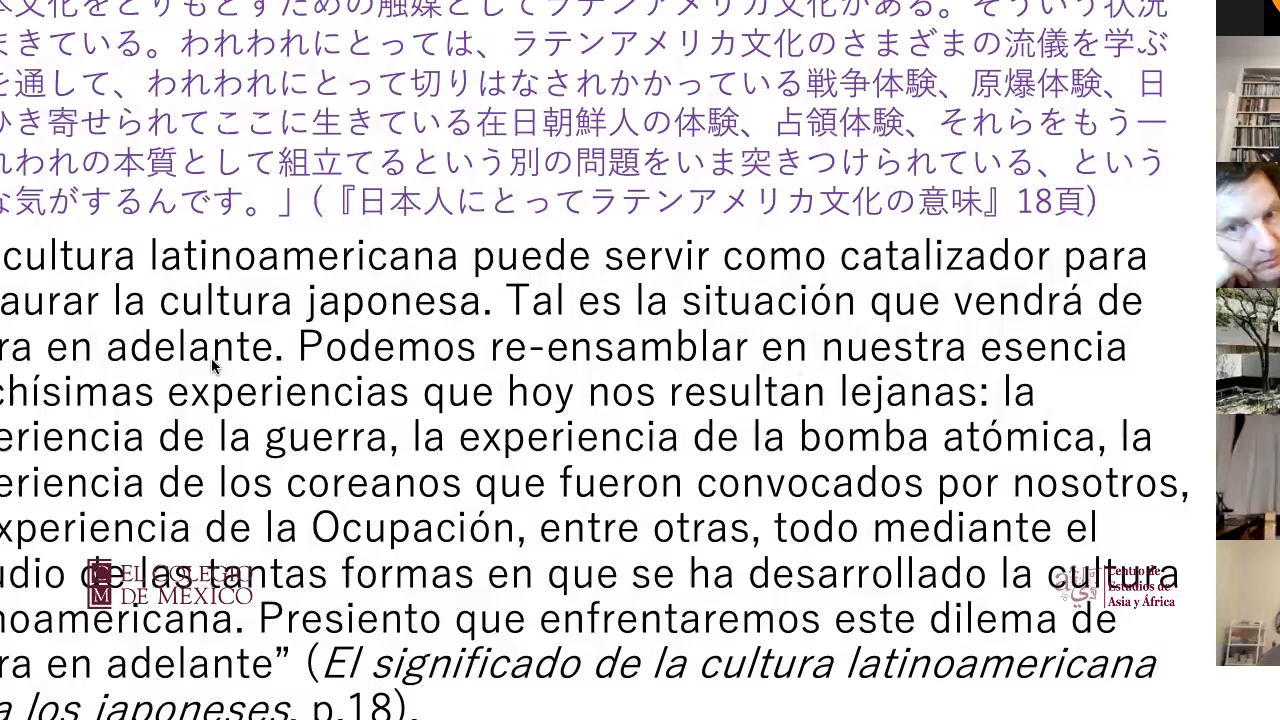 本文化をとりもどすための触媒としてラテンアメリカ文化がある。そういう状況
まきている。われわれにとっては、ラテンアメリカ文化のさまざまの流儀を学ぶ
を通して、われわれにとって切りはなされかかっている戦争体験、原爆体験、日
ひき寄せられてここに生きている在日朝鮮人の体験、占領体験、それらをもう一
れわれの本質として組立てるという別の問題をいま突きつけられている、という
な気がするんです。」(『日本人にとってラテンアメリカ文化の意味』18頁)
cultura latinoamericana puede servir como catalizador para
aurar la cultura japonesa. Tal es la situación que vendrá de
ra en adelante. Podemos re-ensamblar en nuestra esencia
chísimas experiencias que hoy nos resultan lejanas: la
eriencia de la guerra, la experiencia de la bomba atómica, la
eriencia de los coreanos que fueron convocados por nosotros,
xperiencia de la Ocupación, entre otras, todo mediante el
udio de las tantas formas en que se ha desarrollado la cultura
noamericana. Presiento que enfrentaremos este dilema de
ra en adelante” (El significado de la cultura latinoamericana
a los japoneses, p.18).
EL COLEGIO
DE MÉXICO
Centro de
Estudios de
Asia y África